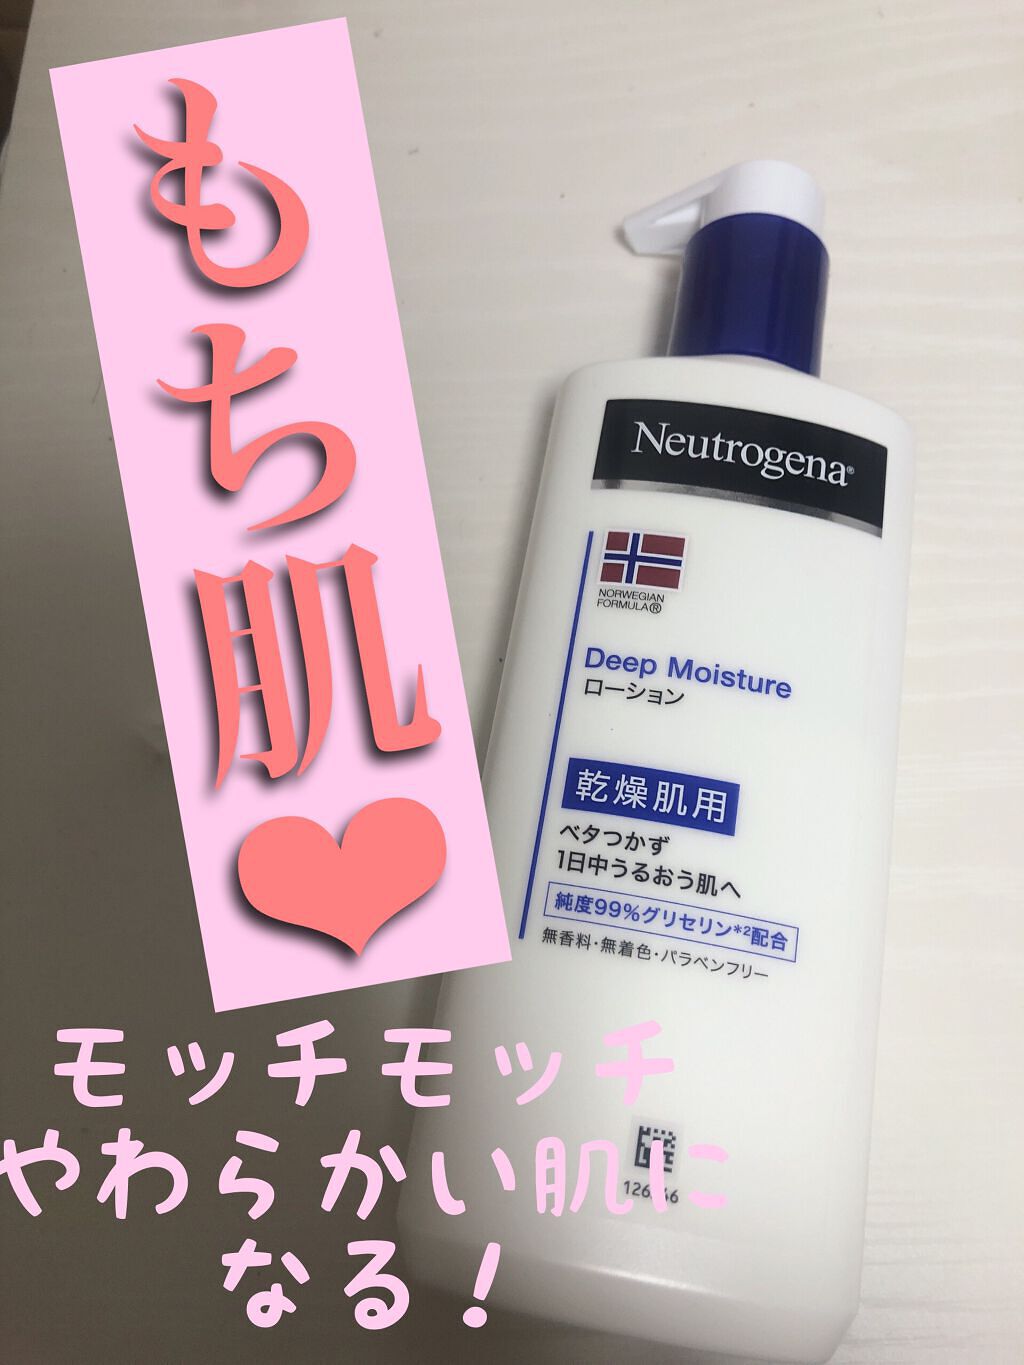 もち肌❤
Neutrogena®
NORWEGIAN
FORMULA®
Deep Moisture
ローション
乾燥肌用
ベタつかず
1日中うるおう肌へ
純度99%グリセリン*2配合
無香料・無着色・パラベンフリー
モッチモッチ
やわらかい肌に
なる！